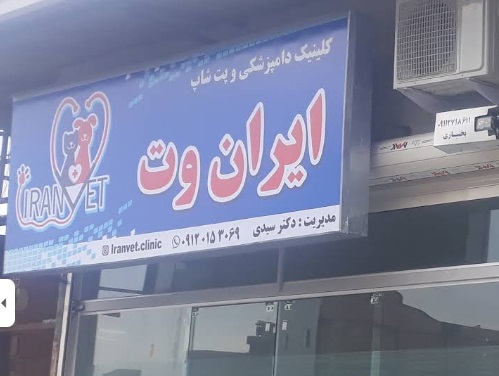 کلینیک دامپزشکی و پت شاپ
ایران وت
IRANVET
مدیریت : دکتر سیدی
۰۹۱۲۰۱۵۳۰۶۹
Iranvet.clinic